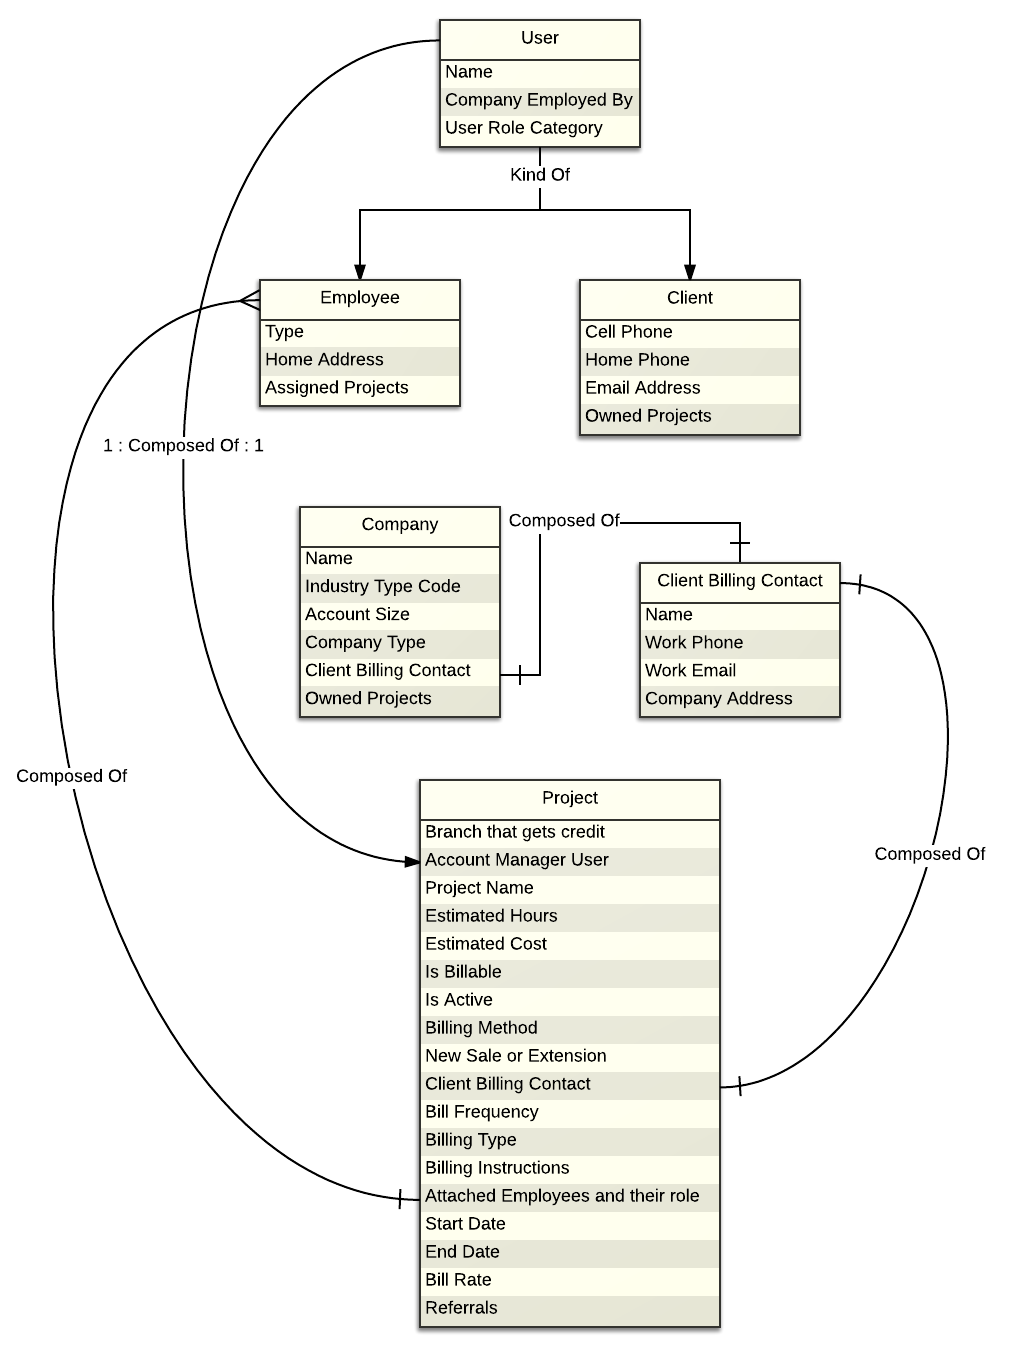 User
Name
Company Employed By
User Role Category
Kind Of
Employee
Type
Home Address
Assigned Projects
Client
Cell Phone
Home Phone
Email Address
Owned Projects
1 : Composed Of : 1
Company
Name
Industry Type Code
Account Size
Company Type
Client Billing Contact
Owned Projects
Composed Of
Client Billing Contact
Name
Work Phone
Work Email
Company Address
Composed Of
Composed Of
Project
Branch that gets credit
Account Manager User
Project Name
Estimated Hours
Estimated Cost
Is Billable
Is Active
Billing Method
New Sale or Extension
Client Billing Contact
Bill Frequency
Billing Type
Billing Instructions
Attached Employees and their role
Start Date
End Date
Bill Rate
Referrals